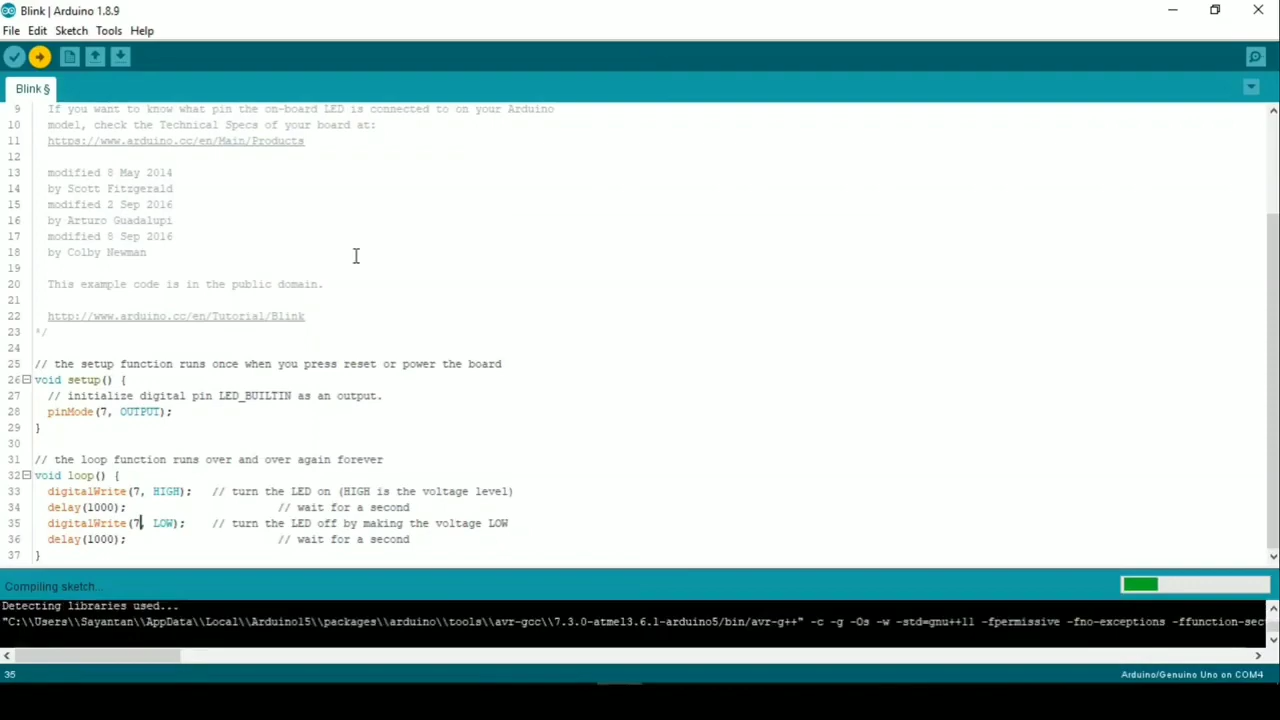 Blink | Arduino 1.8.9
File Edit Sketch Tools Help
Blink §
9 If you want to know what pin the on-board LED is connected to on your Arduino
10 model, check the Technical Specs of your board at:
11 https://www.arduino.cc/en/Main/Products
12
13 modified 8 May 2014
14 by Scott Fitzgerald
15 modified 2 Sep 2016
16 by Arturo Guadalupi
17 modified 8 Sep 2016
18 by Colby Newman
19
20 This example code is in the public domain.
21
22 http://www.arduino.cc/en/Tutorial/Blink
23 */
24
25 // the setup function runs once when you press reset or power the board
26 void setup() {
27 // initialize digital pin LED_BUILTIN as an output.
28 pinMode(7, OUTPUT);
29 }
30
31 // the loop function runs over and over again forever
32 void loop() {
33 digitalWrite(7, HIGH); // turn the LED on (HIGH is the voltage level)
34 delay(1000); // wait for a second
35 digitalWrite(7, LOW); // turn the LED off by making the voltage LOW
36 delay(1000); // wait for a second
37 }
Compiling sketch...
Detecting libraries used...
"C:\\Users\\Sayantan\\AppData\\Local\\Arduino15\\packages\\arduino\\tools\\avr-gcc\\7.3.0-atmel3.6.1-arduino5/bin/avr-g++" -c -g -Os -w -std=gnu++11 -fpermissive -fno-exceptions -ffunction-sec
35 Arduino/Genuino Uno on COM4